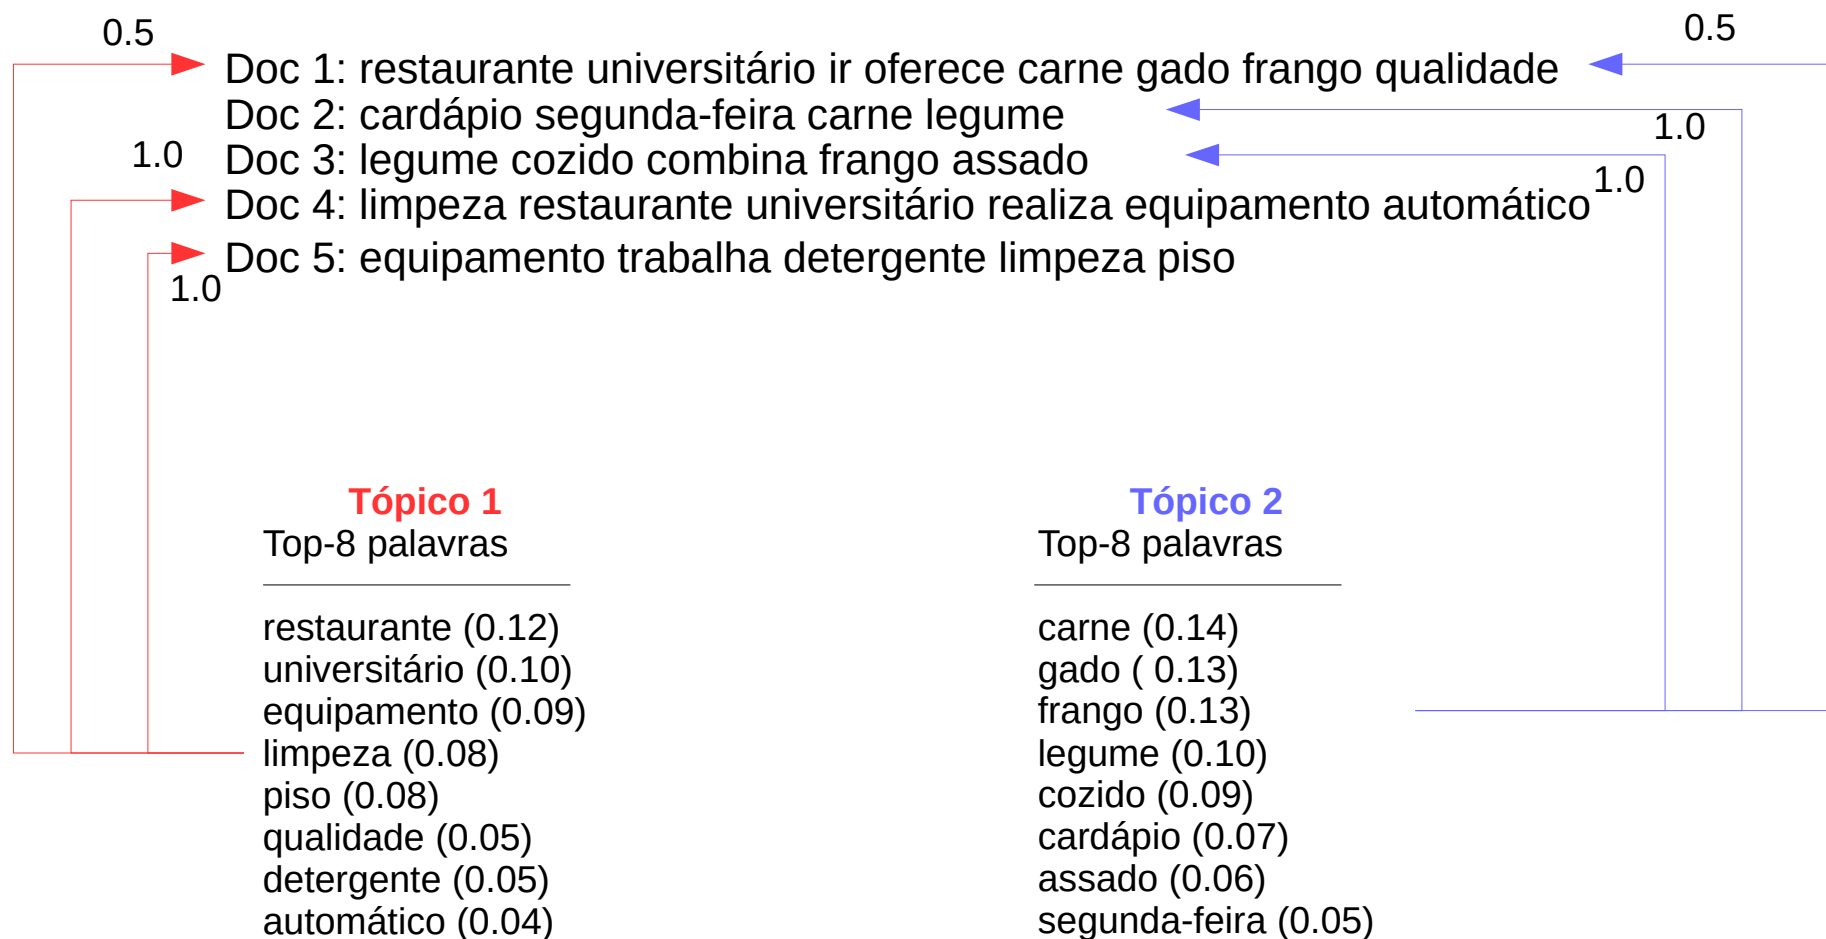 0.5
0.5
Doc 1: restaurante universitário ir oferece carne gado frango qualidade
Doc 2: cardápio segunda-feira carne legume
1.0
1.0
Doc 3: legume cozido combina frango assado
1.0
Doc 4: limpeza restaurante universitário realiza equipamento automático
Doc 5: equipamento trabalha detergente limpeza piso
1.0
Tópico 1
Top-8 palavras
restaurante (0.12)
universitário (0.10)
equipamento (0.09)
limpeza (0.08)
piso (0.08)
qualidade (0.05)
detergente (0.05)
automático (0.04)
Tópico 2
Top-8 palavras
carne (0.14)
gado ( 0.13)
frango (0.13)
legume (0.10)
cozido (0.09)
cardápio (0.07)
assado (0.06)
segunda-feira (0.05)